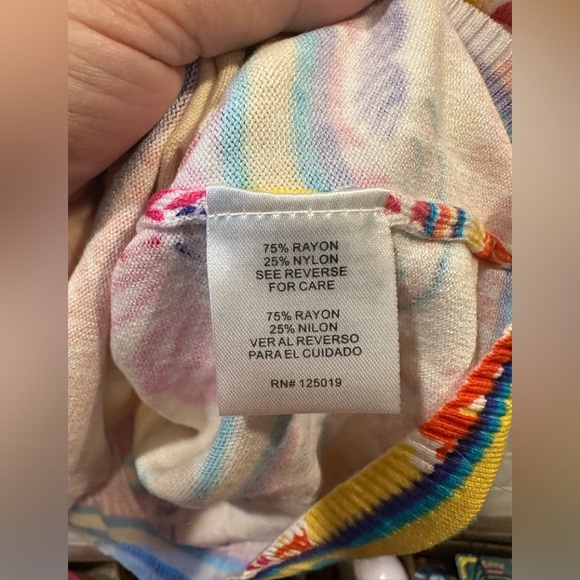 75% RAYON
25% NYLON
SEE REVERSE
FOR CARE
75% RAYON
25% NILON
VER AL REVERSO
PARA EL CUIDADO
RN# 125019